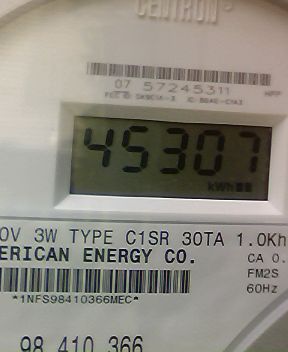 CENTRON
07 57245311
45307
kWh
0V 3W TYPE C1SR 30TA 1.0Kh
ERICAN ENERGY CO.
CA 0.
FM2S
60Hz
*1NFS98410366MEC*
98 410 366